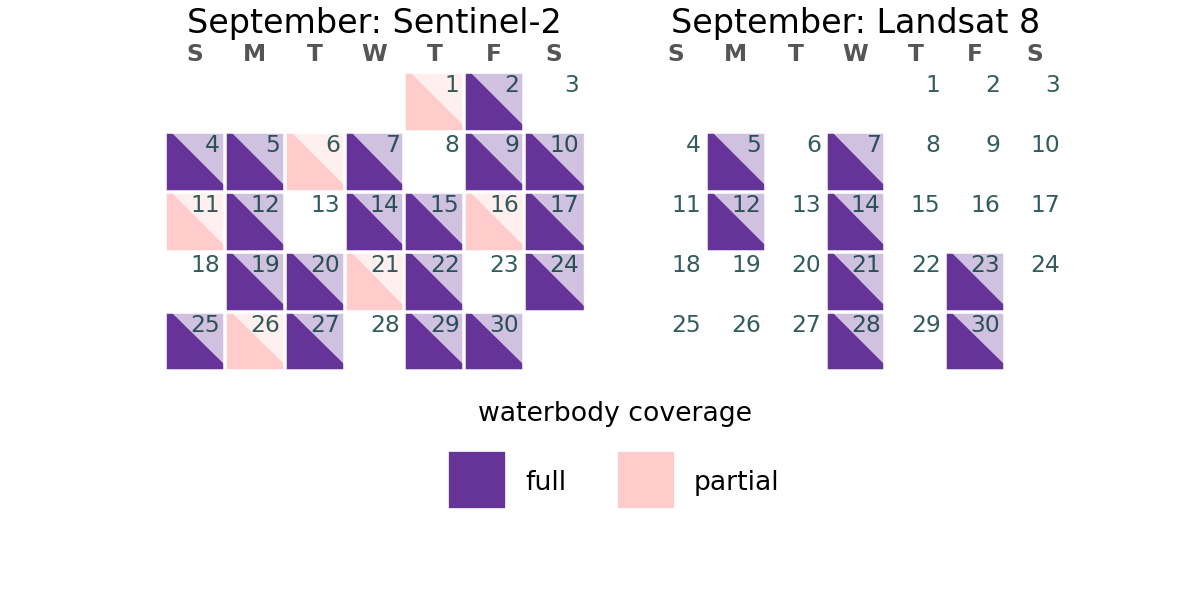 September: Sentinel-2
S M T W T F S
1 2 3
4 5 6 7 8 9 10
11 12 13 14 15 16 17
18 19 20 21 22 23 24
25 26 27 28 29 30
September: Landsat 8
S M T W T F S
1 2 3
4 5 6 7 8 9 10
11 12 13 14 15 16 17
18 19 20 21 22 23 24
25 26 27 28 29 30
waterbody coverage
full partial